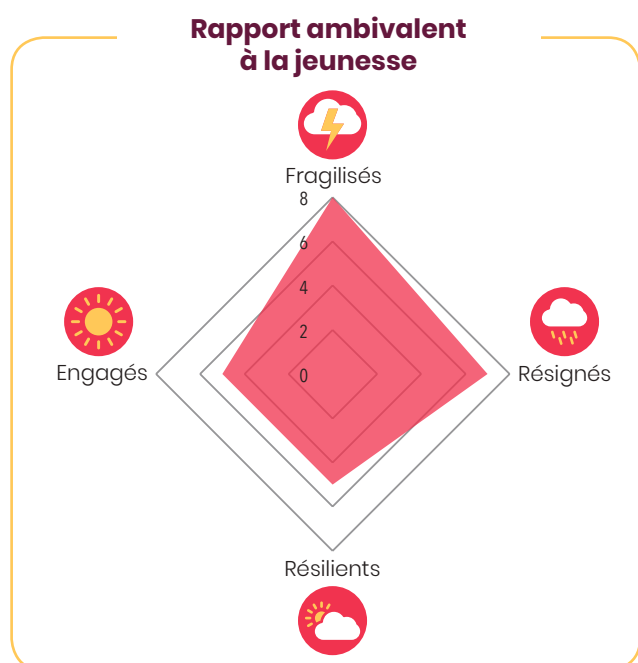 Rapport ambivalent
à la jeunesse
Fragilisés
8
6
4
2
0
Engagés
Résignés
Résilients